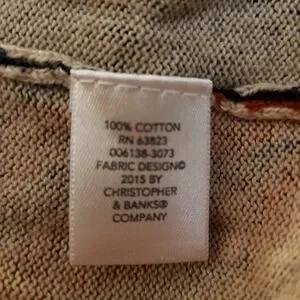 100% COTTON
RN 63823
006138-3073
FABRIC DESIGN©
2015 BY
CHRISTOPHER
& BANKS®
COMPANY